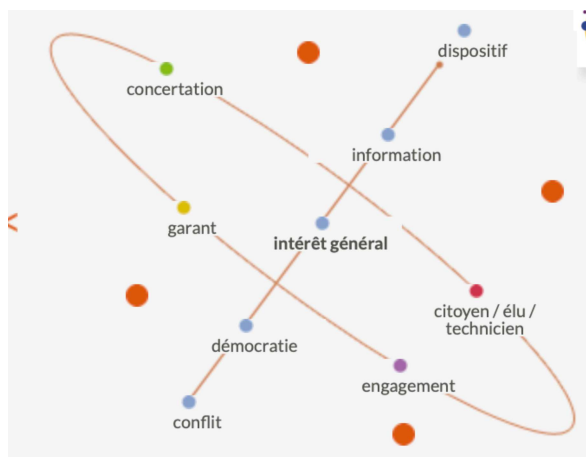 dispositif
concertation
information
garant
intérêt général
citoyen / élu /
technicien
démocratie
engagement
conflit